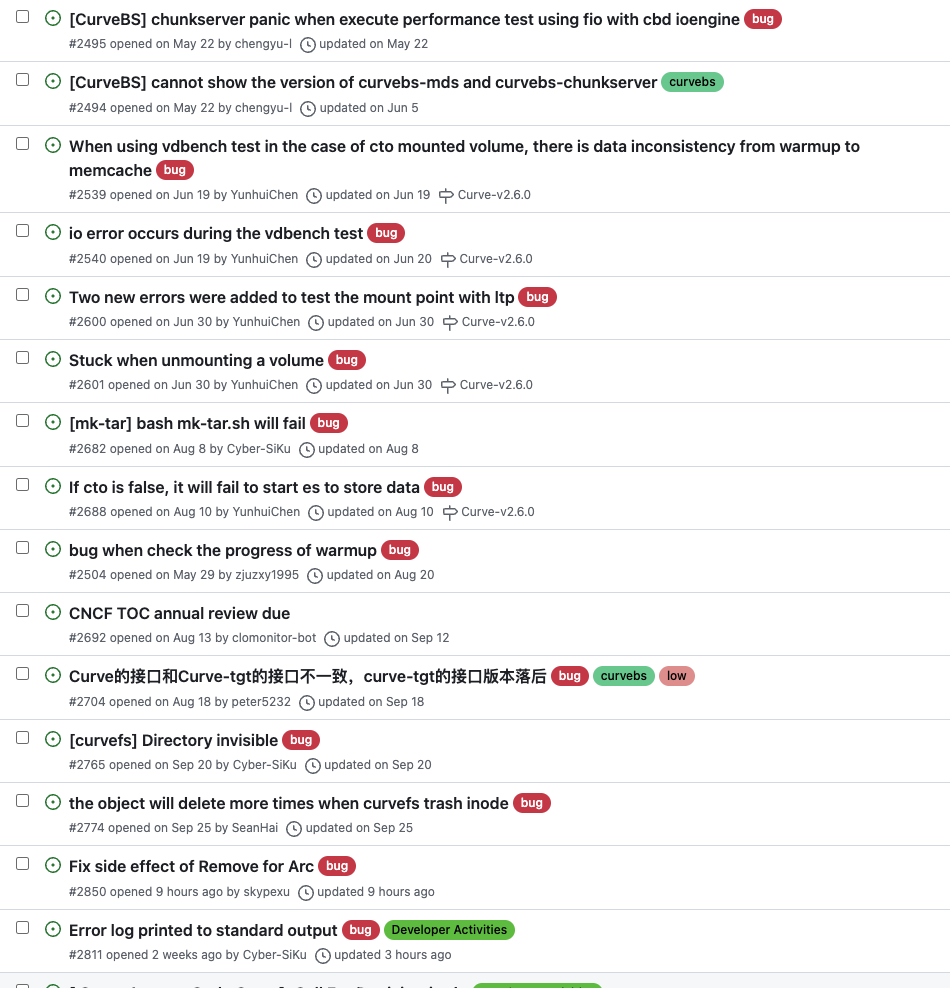 [CurveBS] chunkserver panic when execute performance test using fio with cbd ioengine bug
#2495 opened on May 22 by chengyu-l updated on May 22
[CurveBS] cannot show the version of curvebs-mds and curvebs-chunkserver curvebs
#2494 opened on May 22 by chengyu-l updated on Jun 5
When using vdbench test in the case of cto mounted volume, there is data inconsistency from warmup to
memcache bug
#2539 opened on Jun 19 by YunhuiChen updated on Jun 19 Curve-v2.6.0
io error occurs during the vdbench test bug
#2540 opened on Jun 19 by YunhuiChen updated on Jun 20 Curve-v2.6.0
Two new errors were added to test the mount point with ltp bug
#2600 opened on Jun 30 by YunhuiChen updated on Jun 30 Curve-v2.6.0
Stuck when unmounting a volume bug
#2601 opened on Jun 30 by YunhuiChen updated on Jun 30 Curve-v2.6.0
[mk-tar] bash mk-tar.sh will fail bug
#2682 opened on Aug 8 by Cyber-SiKu updated on Aug 8
If cto is false, it will fail to start es to store data bug
#2688 opened on Aug 10 by YunhuiChen updated on Aug 10 Curve-v2.6.0
bug when check the progress of warmup bug
#2504 opened on May 29 by zjuzxy1995 updated on Aug 20
CNCF TOC annual review due
#2692 opened on Aug 13 by clomonitor-bot updated on Sep 12
Curve的接口和Curve-tgt的接口不一致，curve-tgt的接口版本落后 bug curvebs low
#2704 opened on Aug 18 by peter5232 updated on Sep 18
[curvefs] Directory invisible bug
#2765 opened on Sep 20 by Cyber-SiKu updated on Sep 20
the object will delete more times when curvefs trash inode bug
#2774 opened on Sep 25 by SeanHai updated on Sep 25
Fix side effect of Remove for Arc bug
#2850 opened 9 hours ago by skypexu updated 9 hours ago
Error log printed to standard output bug Developer Activities
#2811 opened 2 weeks ago by Cyber-SiKu updated 3 hours ago